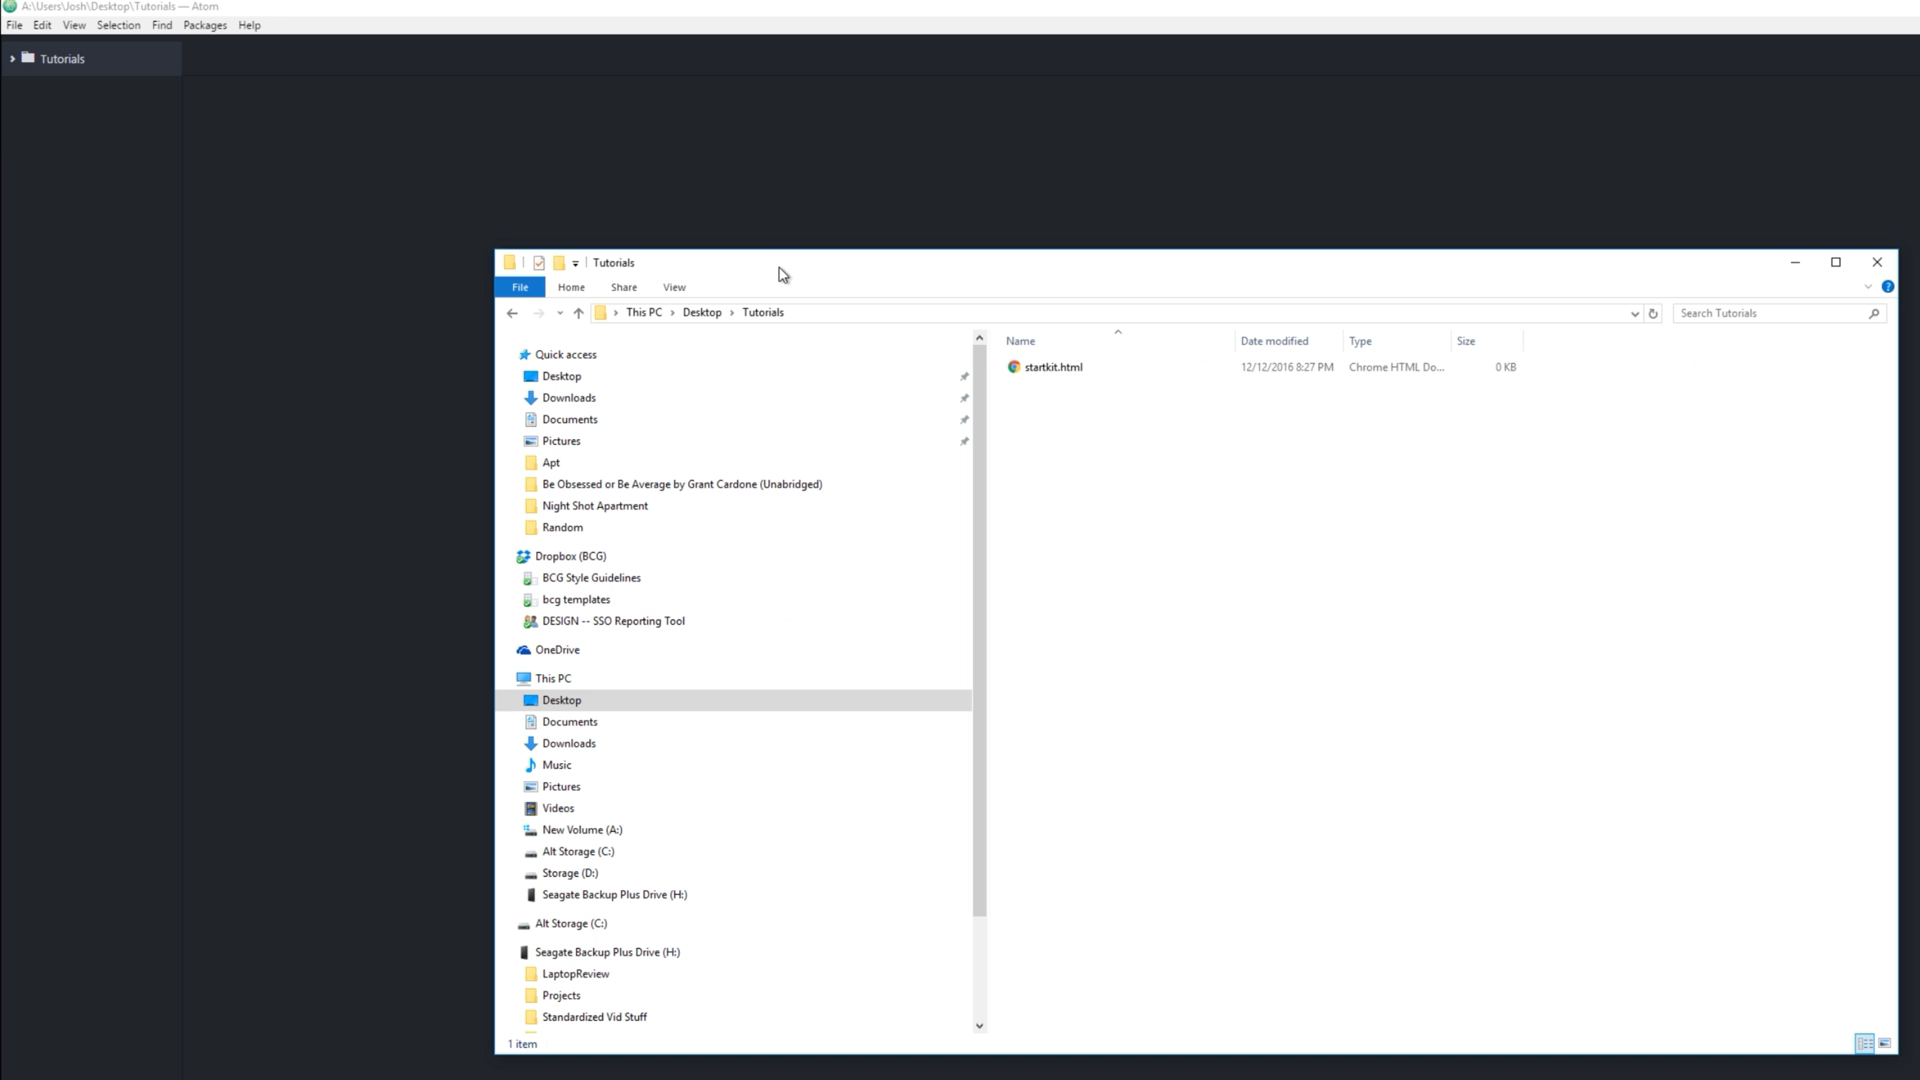 A:\Users\Josh\Desktop\Tutorials — Atom
File Edit View Selection Find Packages Help
Tutorials
Tutorials
File Home Share View
This PC Desktop Tutorials
Search Tutorials
Name Date modified Type Size
startkit.html 12/12/2016 8:27 PM Chrome HTML Do... 0 KB
Quick access
Desktop
Downloads
Documents
Pictures
Apt
Be Obsessed or Be Average by Grant Cardone (Unabridged)
Night Shot Apartment
Random
Dropbox (BCG)
BCG Style Guidelines
bcg templates
DESIGN -- SSO Reporting Tool
OneDrive
This PC
Desktop
Documents
Downloads
Music
Pictures
Videos
New Volume (A:)
Alt Storage (C:)
Storage (D:)
Seagate Backup Plus Drive (H:)
Alt Storage (C:)
Seagate Backup Plus Drive (H:)
LaptopReview
Projects
Standardized Vid Stuff
1 item